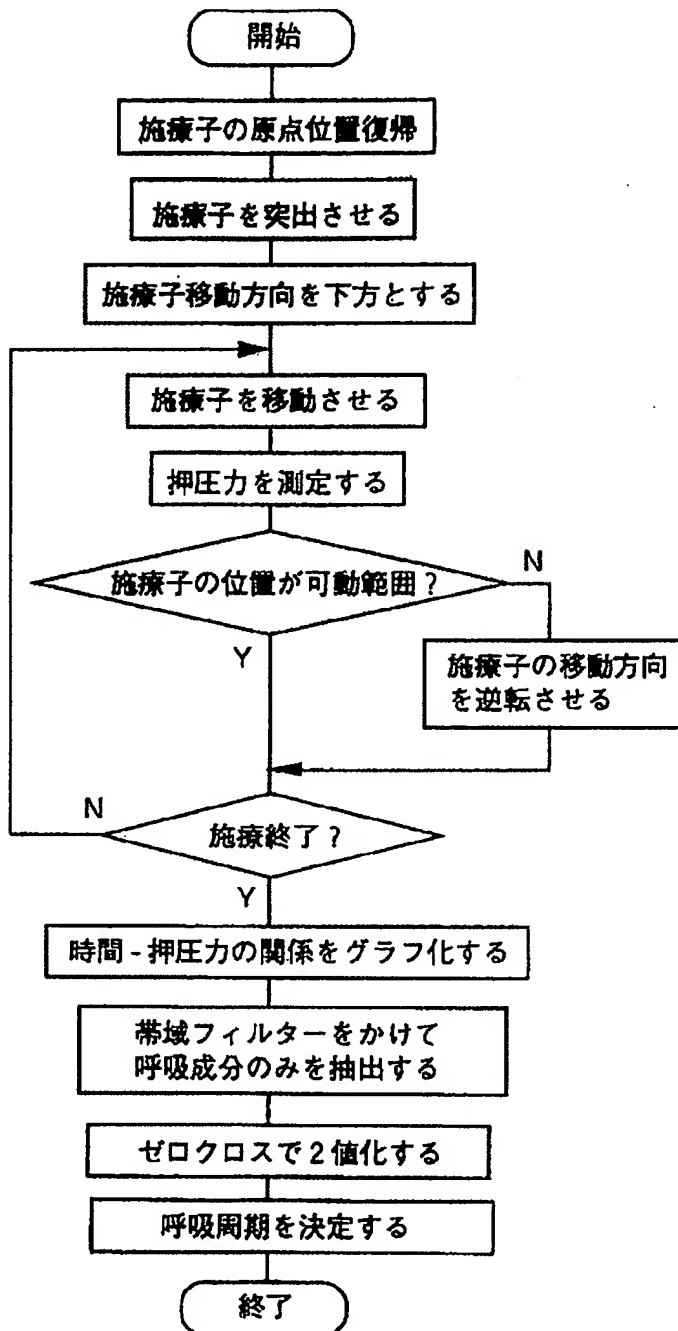 開始
施療子の原点位置復帰
施療子を突出させる
施療子移動方向を下方とする
施療子を移動させる
押圧力を測定する
施療子の位置が可動範囲?
N
Y
施療子の移動方向
を逆転させる
N
施療終了?
Y
時間-押圧力の関係をグラフ化する
帯域フィルターをかけて
呼吸成分のみを抽出する
ゼロクロスで2値化する
呼吸周期を決定する
終了